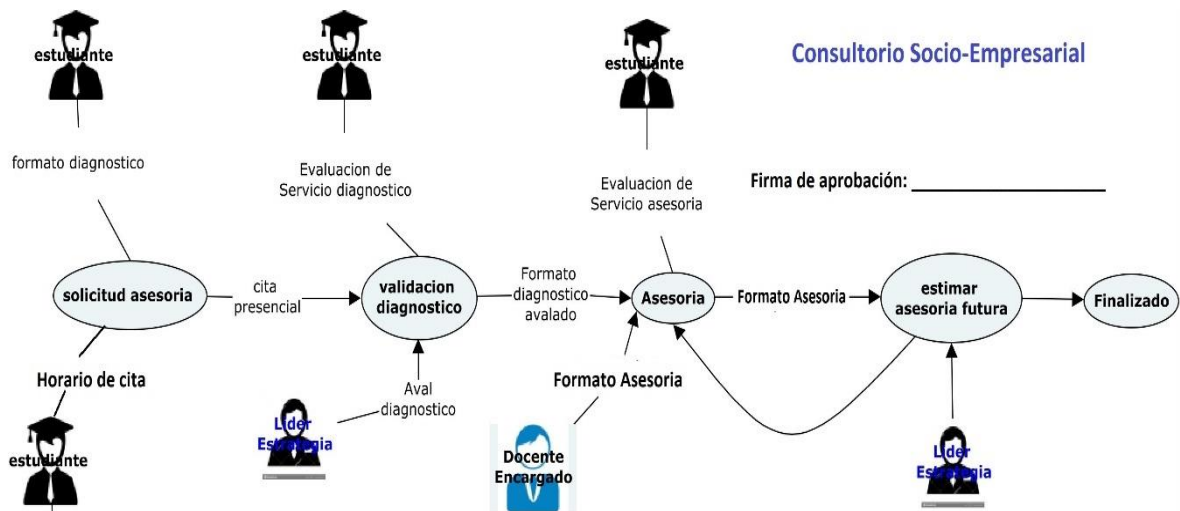 estudiante
estudiante
estudiante
Consultorio Socio-Empresarial
formato diagnostico
Evaluacion de
Servicio diagnostico
Evaluacion de
Servicio asesoria
Firma de aprobación:
solicitud asesoria
cita
presencial
validacion
diagnostico
Formato
diagnostico
avalado
Asesoria
Formato Asesoria
estimar
asesoria futura
Finalizado
Horario de cita
Aval
diagnostico
Formato Asesoria
estudiante
Lider
Estrategia
Docente
Encargado
Lider
Estrategia